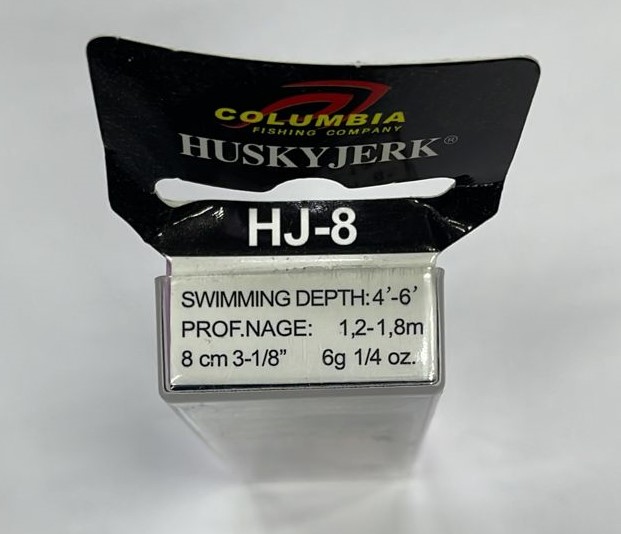 COLUMBIA
FISHING COMPANY
HUSKYJERK®
HJ-8
SWIMMING DEPTH:4’-6’
PROF.NAGE: 1,2-1,8m
8 cm 3-1/8” 6g 1/4 oz.